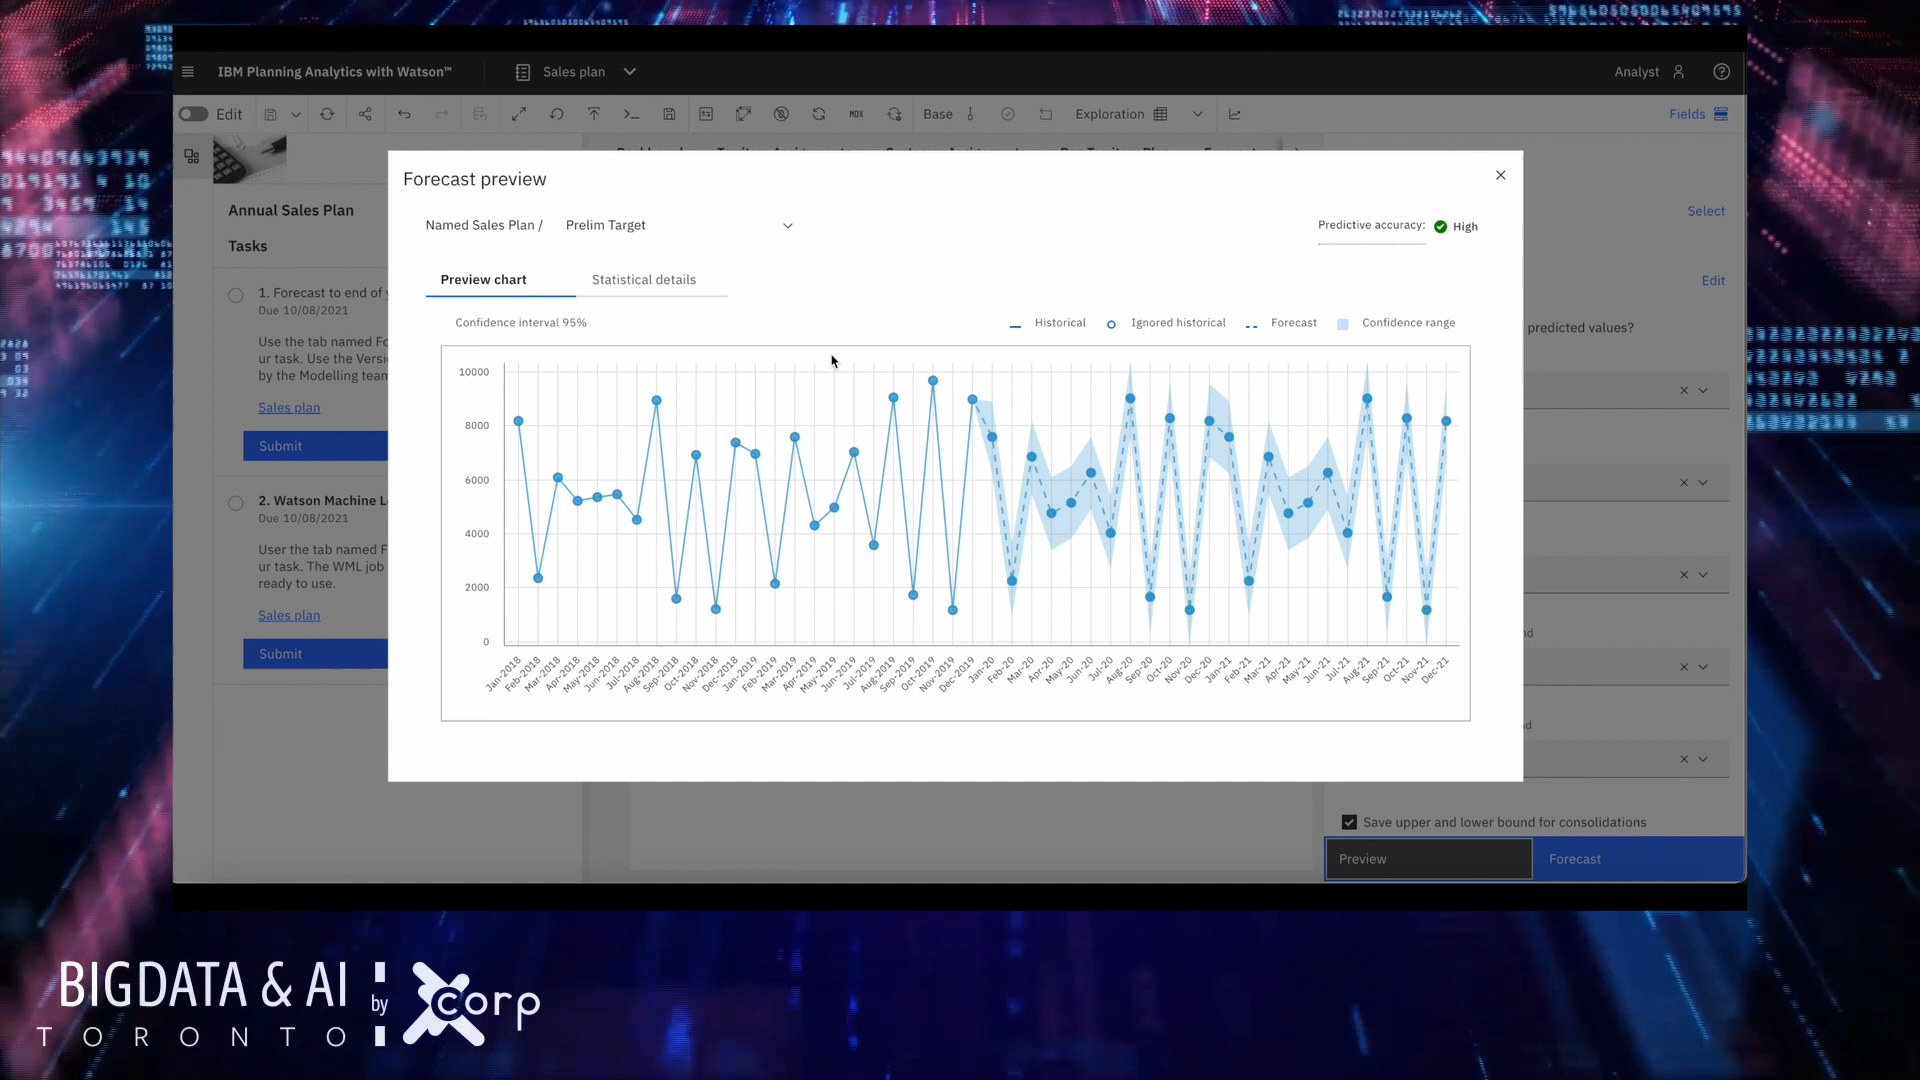 IBM Planning Analytics with Watson™
Sales plan
Analyst
Edit
MDX
Base
Exploration
Fields
Annual Sales Plan
Tasks
1. Forecast to end of
Due 10/08/2021
Use the tab named Fo
ur task. Use the Versi
by the Modelling team
Sales plan
Submit
2. Watson Machine L
Due 10/08/2021
User the tab named F
ur task. The WML job
ready to use.
Sales plan
Submit
Forecast preview
Named Sales Plan / Prelim Target
Predictive accuracy: High
Preview chart
Statistical details
Confidence interval 95%
Historical
Ignored historical
Forecast
Confidence range
10000
8000
6000
4000
2000
0
Jan-2018
Feb-2018
Mar-2018
Apr-2018
May-2018
Jun-2018
Jul-2018
Aug-2018
Sep-2018
Oct-2018
Nov-2018
Dec-2018
Jan-2019
Feb-2019
Mar-2019
Apr-2019
May-2019
Jun-2019
Jul-2019
Aug-2019
Sep-2019
Oct-2019
Nov-2019
Dec-2019
Jan-20
Feb-20
Mar-20
Apr-20
May-20
Jun-20
Jul-20
Aug-20
Sep-20
Oct-20
Nov-20
Dec-20
Jan-21
Feb-21
Mar-21
Apr-21
May-21
Jun-21
Jul-21
Aug-21
Sep-21
Oct-21
Nov-21
Dec-21
Select
Edit
predicted values?
nd
d
Save upper and lower bound for consolidations
Preview
Forecast
BIGDATA & AI
TORONTO
by
corp